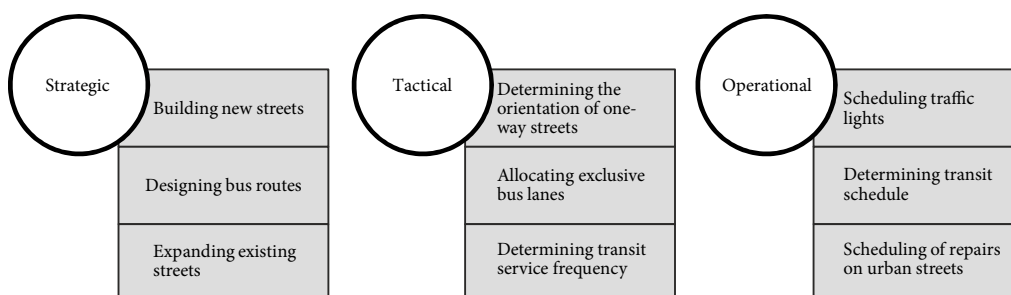 Strategic
Building new streets
Designing bus routes
Expanding existing
streets
Tactical
Determining the
orientation of one-
way streets
Allocating exclusive
bus lanes
Determining transit
service frequency
Operational
Scheduling traffic
lights
Determining transit
schedule
Scheduling of repairs
on urban streets